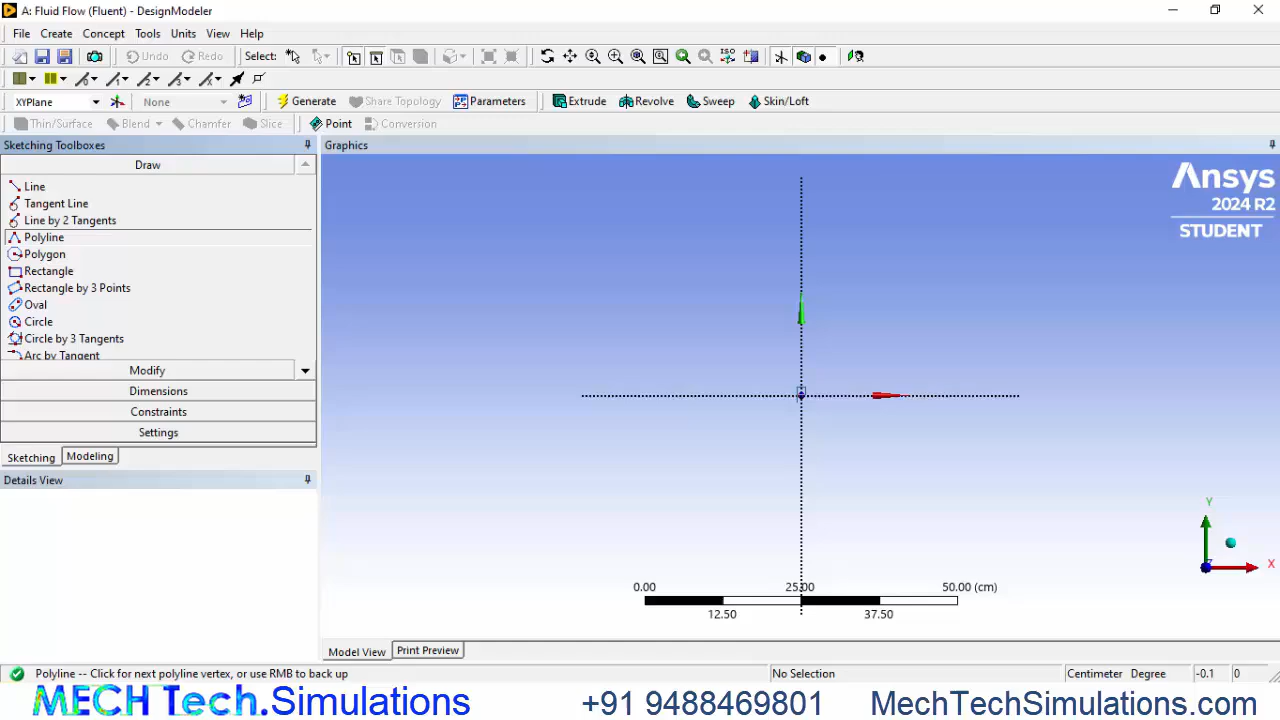 A: Fluid Flow (Fluent) - DesignModeler
File Create Concept Tools Units View Help
Undo Redo Select:
XYPlane None Generate Share Topology Parameters Extrude Revolve Sweep Skin/Loft
Thin/Surface Blend Chamfer Slice Point Conversion
Sketching Toolboxes
Draw
Line
Tangent Line
Line by 2 Tangents
Polyline
Polygon
Rectangle
Rectangle by 3 Points
Oval
Circle
Circle by 3 Tangents
Arc by Tangent
Modify
Dimensions
Constraints
Settings
Sketching Modeling
Details View
Graphics
Ansys
2024 R2
STUDENT
Y
X
0.00 25.00 50.00 (cm)
12.50 37.50
Model View Print Preview
Polyline -- Click for next polyline vertex, or use RMB to back up No Selection Centimeter Degree -0.1 0
MECH Tech.Simulations +91 9488469801 MechTechSimulations.com